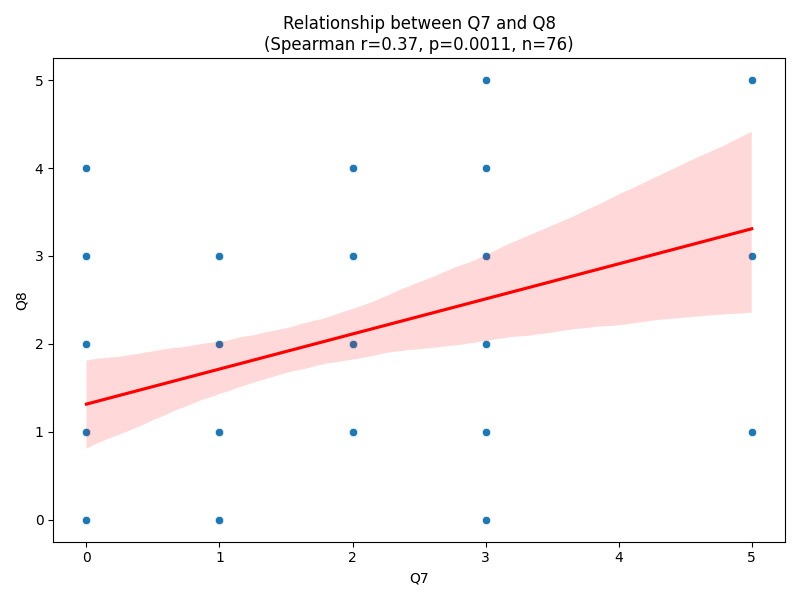 Relationship between Q7 and Q8
(Spearman r=0.37, p=0.0011, n=76)
5
4
3
2
1
0
Q8
0 1 2 3 4 5
Q7